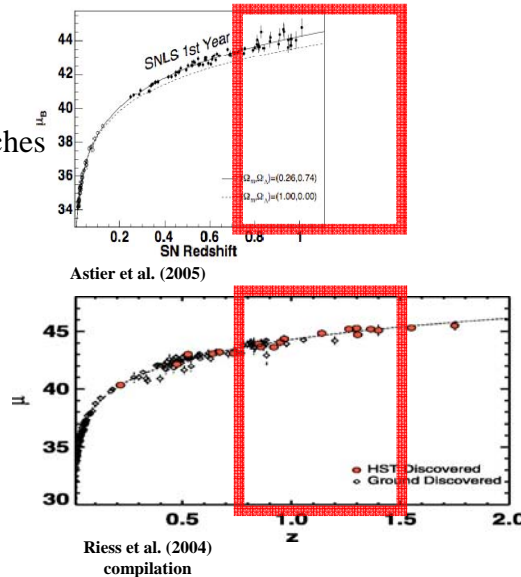 SNLS 1st Year
μB
44
42
40
38
36
34
ches
(Ωm,ΩΛ)=(0.26,0.74)
(Ωm,ΩΛ)=(1.00,0.00)
0.2 0.4 0.6 0.8 1
SN Redshift
Astier et al. (2005)
μ
45
40
35
30
HST Discovered
Ground Discovered
0.5 1.0 1.5 2.0
z
Riess et al. (2004)
compilation